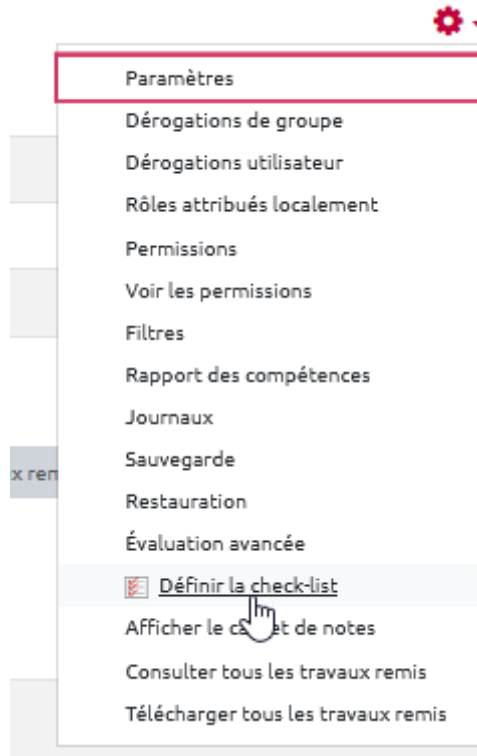 Paramètres
Dérogations de groupe
Dérogations utilisateur
Rôles attribués localement
Permissions
Voir les permissions
Filtres
Rapport des compétences
Journaux
Sauvegarde
x ren
Restauration
Évaluation avancée
Définir la check-list
Afficher le et de notes
Consulter tous les travaux remis
Télécharger tous les travaux remis